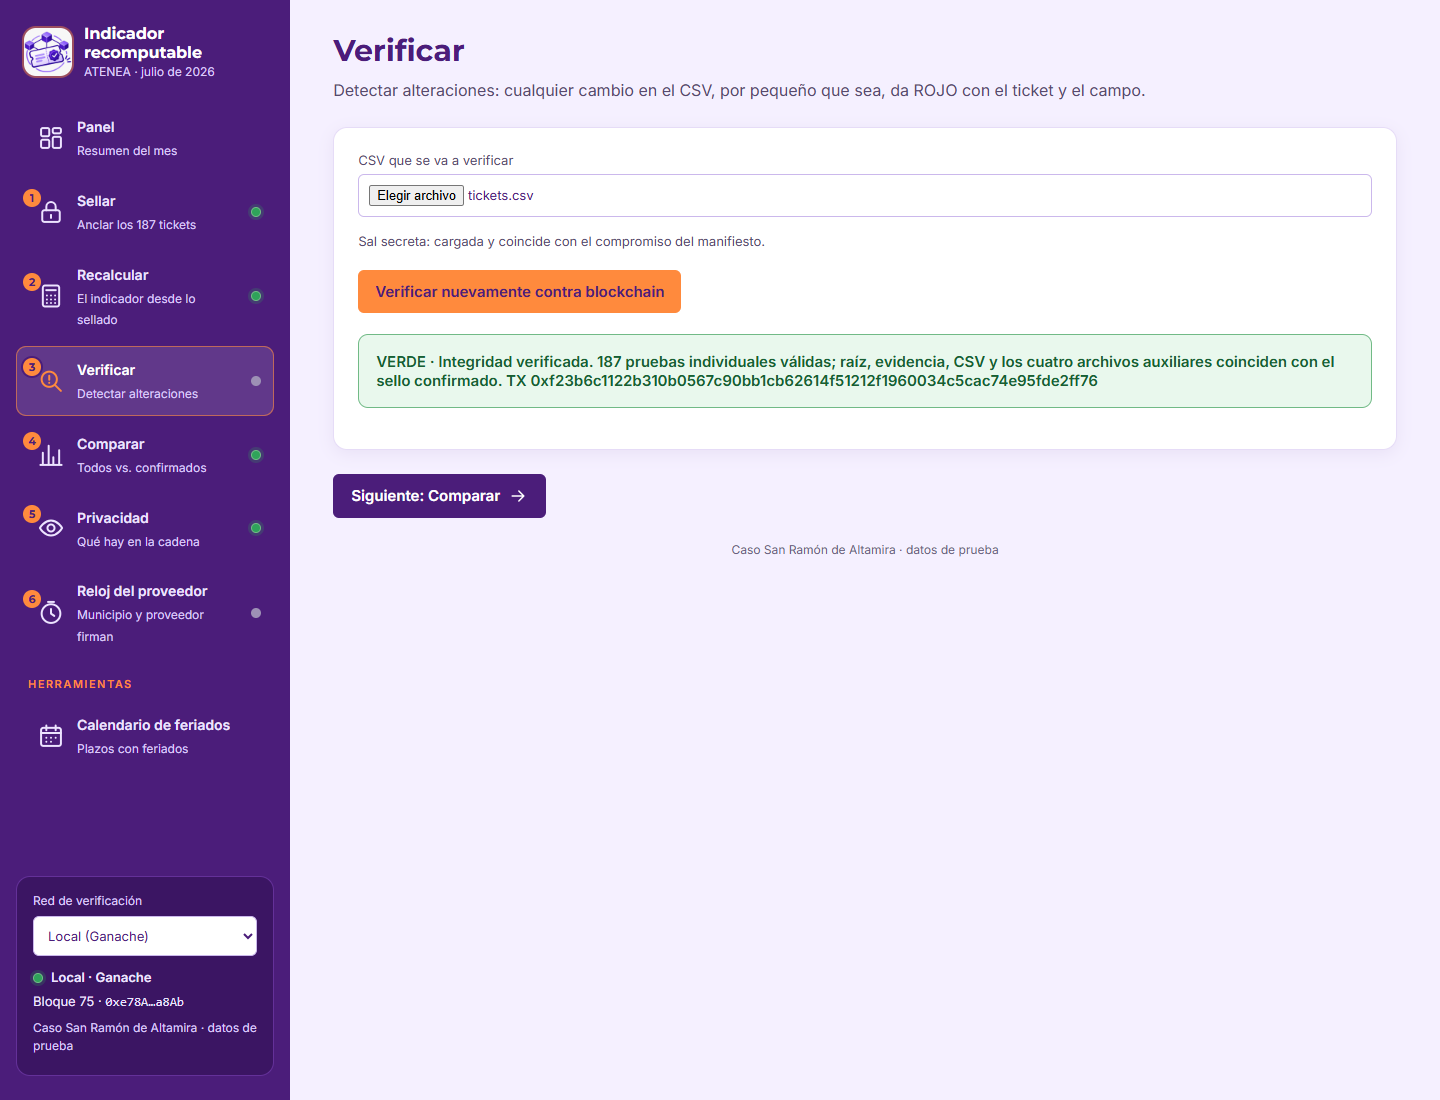 Indicador
recomputable
ATENEA · julio de 2026
Panel
Resumen del mes
1
Sellar
Anclar los 187 tickets
2
Recalcular
El indicador desde lo
sellado
3
Verificar
Detectar alteraciones
4
Comparar
Todos vs. confirmados
5
Privacidad
Qué hay en la cadena
6
Reloj del proveedor
Municipio y proveedor
firman
HERRAMIENTAS
Calendario de feriados
Plazos con feriados
Red de verificación
Local (Ganache)
Local · Ganache
Bloque 75 · 0xe78A…a8Ab
Caso San Ramón de Altamira · datos de
prueba
Verificar
Detectar alteraciones: cualquier cambio en el CSV, por pequeño que sea, da ROJO con el ticket y el campo.
CSV que se va a verificar
Elegir archivo tickets.csv
Sal secreta: cargada y coincide con el compromiso del manifiesto.
Verificar nuevamente contra blockchain
VERDE · Integridad verificada. 187 pruebas individuales válidas; raíz, evidencia, CSV y los cuatro archivos auxiliares coinciden con el
sello confirmado. TX 0xf23b6c1122b310b0567c90bb1cb62614f51212f1960034c5cac74e95fde2ff76
Siguiente: Comparar →
Caso San Ramón de Altamira · datos de prueba